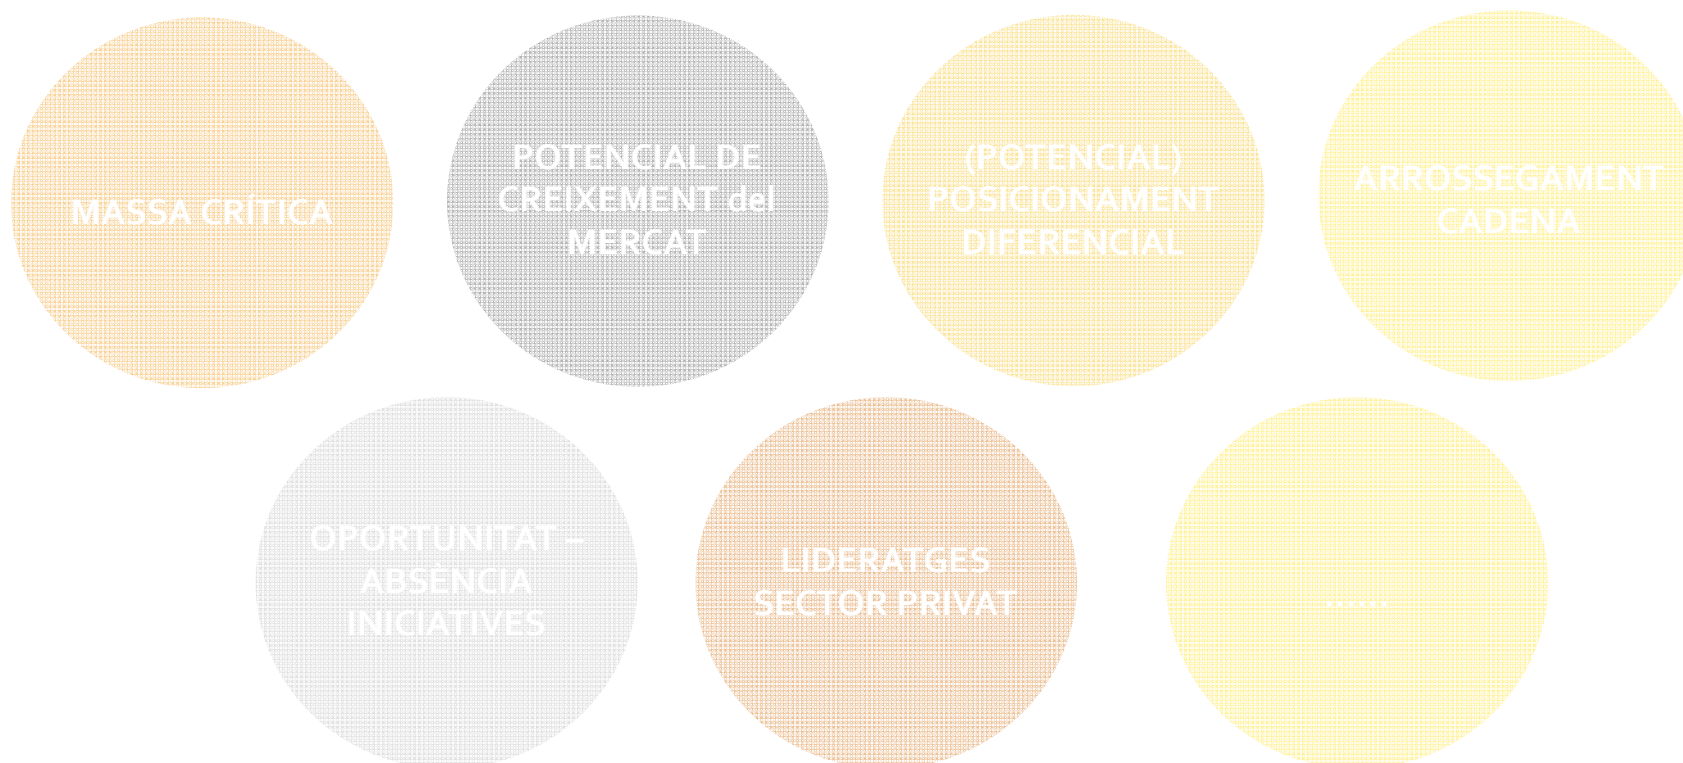 MASSA CRÍTICA
POTENCIAL DE
CREIXEMENT del
MERCAT
(POTENCIAL)
POSICIONAMENT
DIFERENCIAL
ARROSSEGAMENT
CADENA
OPORTUNITAT –
ABSÈNCIA
INICIATIVES
LIDERATGES
SECTOR PRIVAT
…….